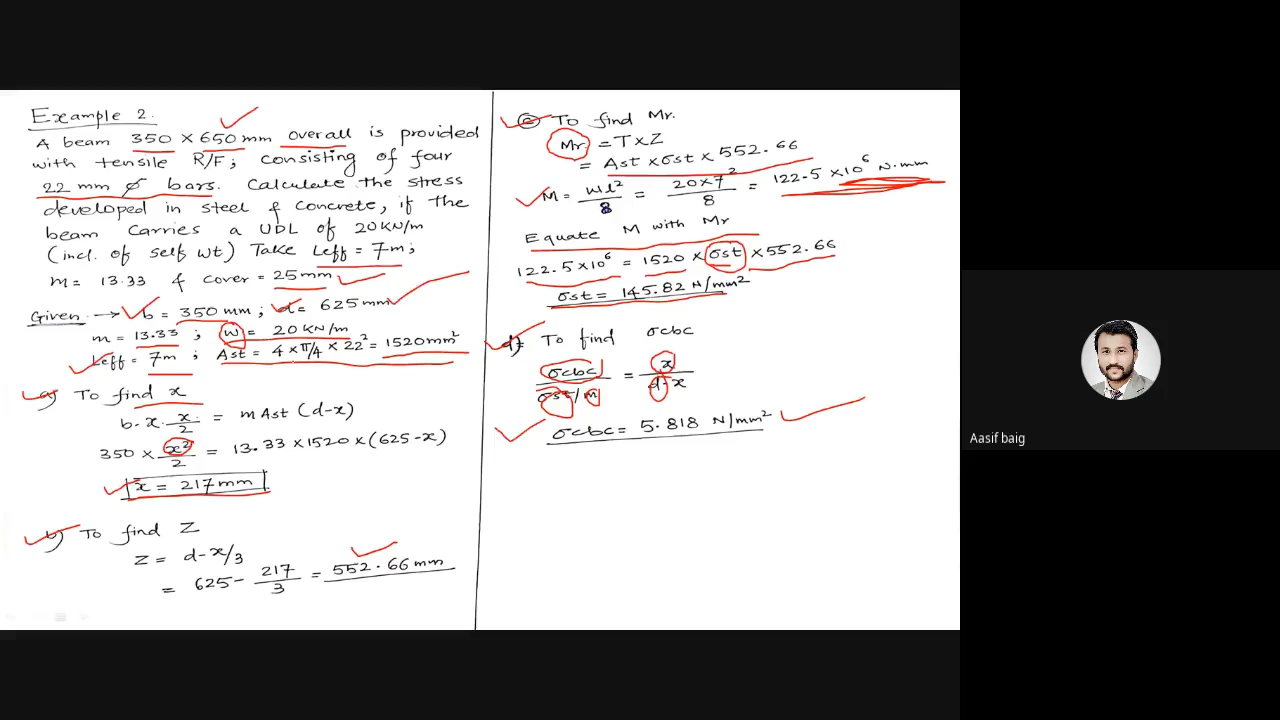 Example 2.
A beam 350 × 650 mm overall is provided
with tensile R/F; consisting of four
22 mm ϕ bars. Calculate the stress
developed in steel & concrete, if the
beam carries a UDL of 20 KN/m
(incl. of self wt) Take Leff = 7m;
m = 13.33 & cover = 25 mm
Given → b = 350 mm; d = 625 mm
m = 13.33 ; w = 20 KN/m
Leff = 7m ; Ast = 4 × π/4 × 22² = 1520 mm²
a) To find x
b·x·x/2 = m Ast (d-x)
350 × x²/2 = 13.33 × 1520 × (625-x)
x = 217 mm
b) To find Z
Z = d-x/3
= 625 - 217/3 = 552.66 mm
c) To find Mr.
Mr = T × Z
= Ast × σst × 552.66
M = wl²/8 = 20×7²/8 = 122.5 × 10⁶ N.mm
Equate M with Mr
122.5 × 10⁶ = 1520 × σst × 552.66
σst = 145.82 N/mm²
d) To find σcbc
σcbc/σst/m = x/d-x
σcbc = 5.818 N/mm²
Aasif baig